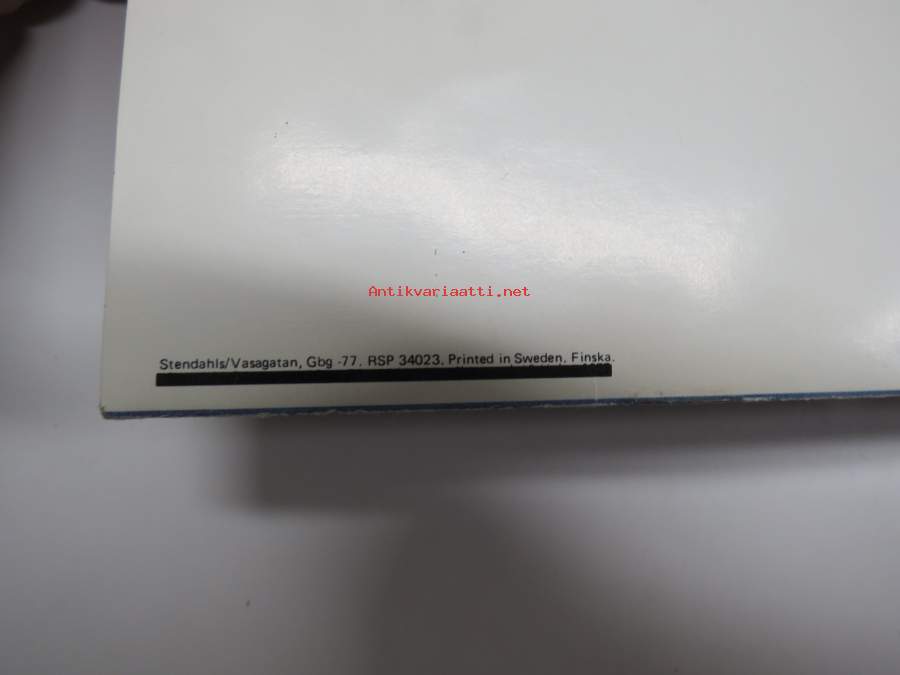 Antikvariaatti.net
Stendahls/Vasagatan, Gbg -77. RSP 34023. Printed in Sweden. Finska.